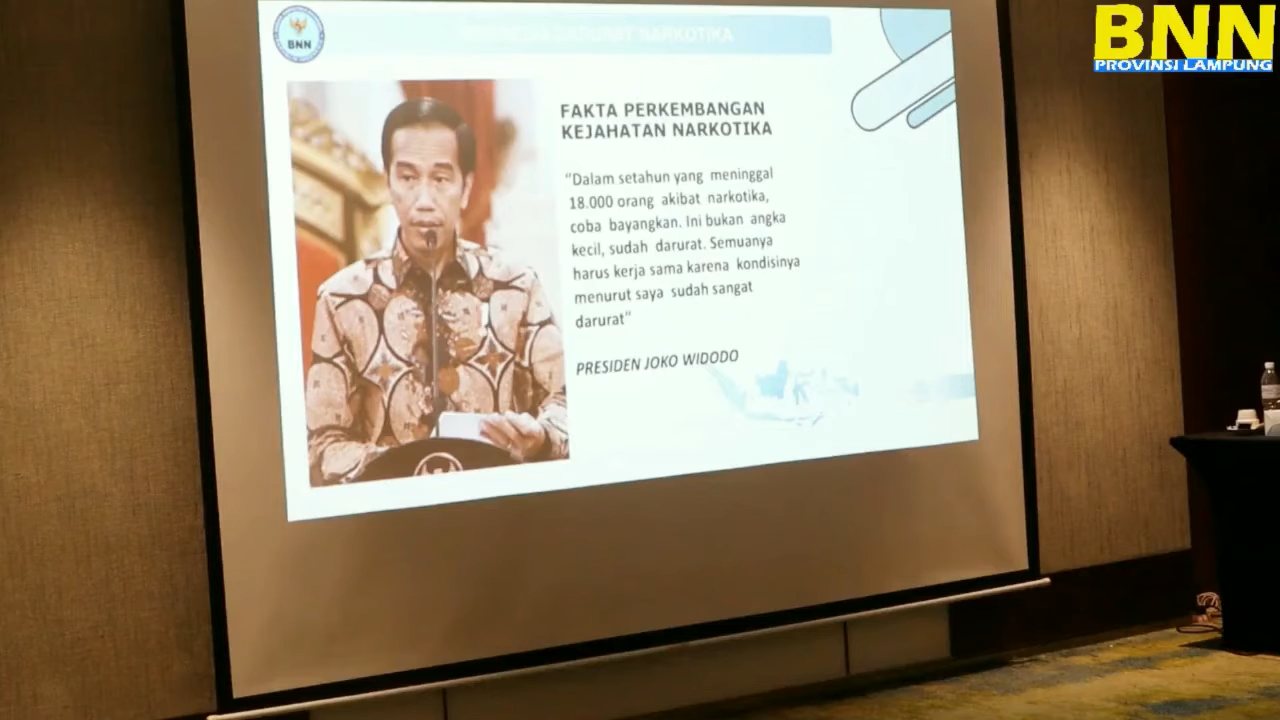 BNN
PROVINSI LAMPUNG
BNN
DARURAT NARKOTIKA
FAKTA PERKEMBANGAN
KEJAHATAN NARKOTIKA
"Dalam setahun yang meninggal
18.000 orang akibat narkotika,
coba bayangkan. Ini bukan angka
kecil, sudah darurat. Semuanya
harus kerja sama karena kondisinya
menurut saya sudah sangat
darurat"
PRESIDEN JOKO WIDODO